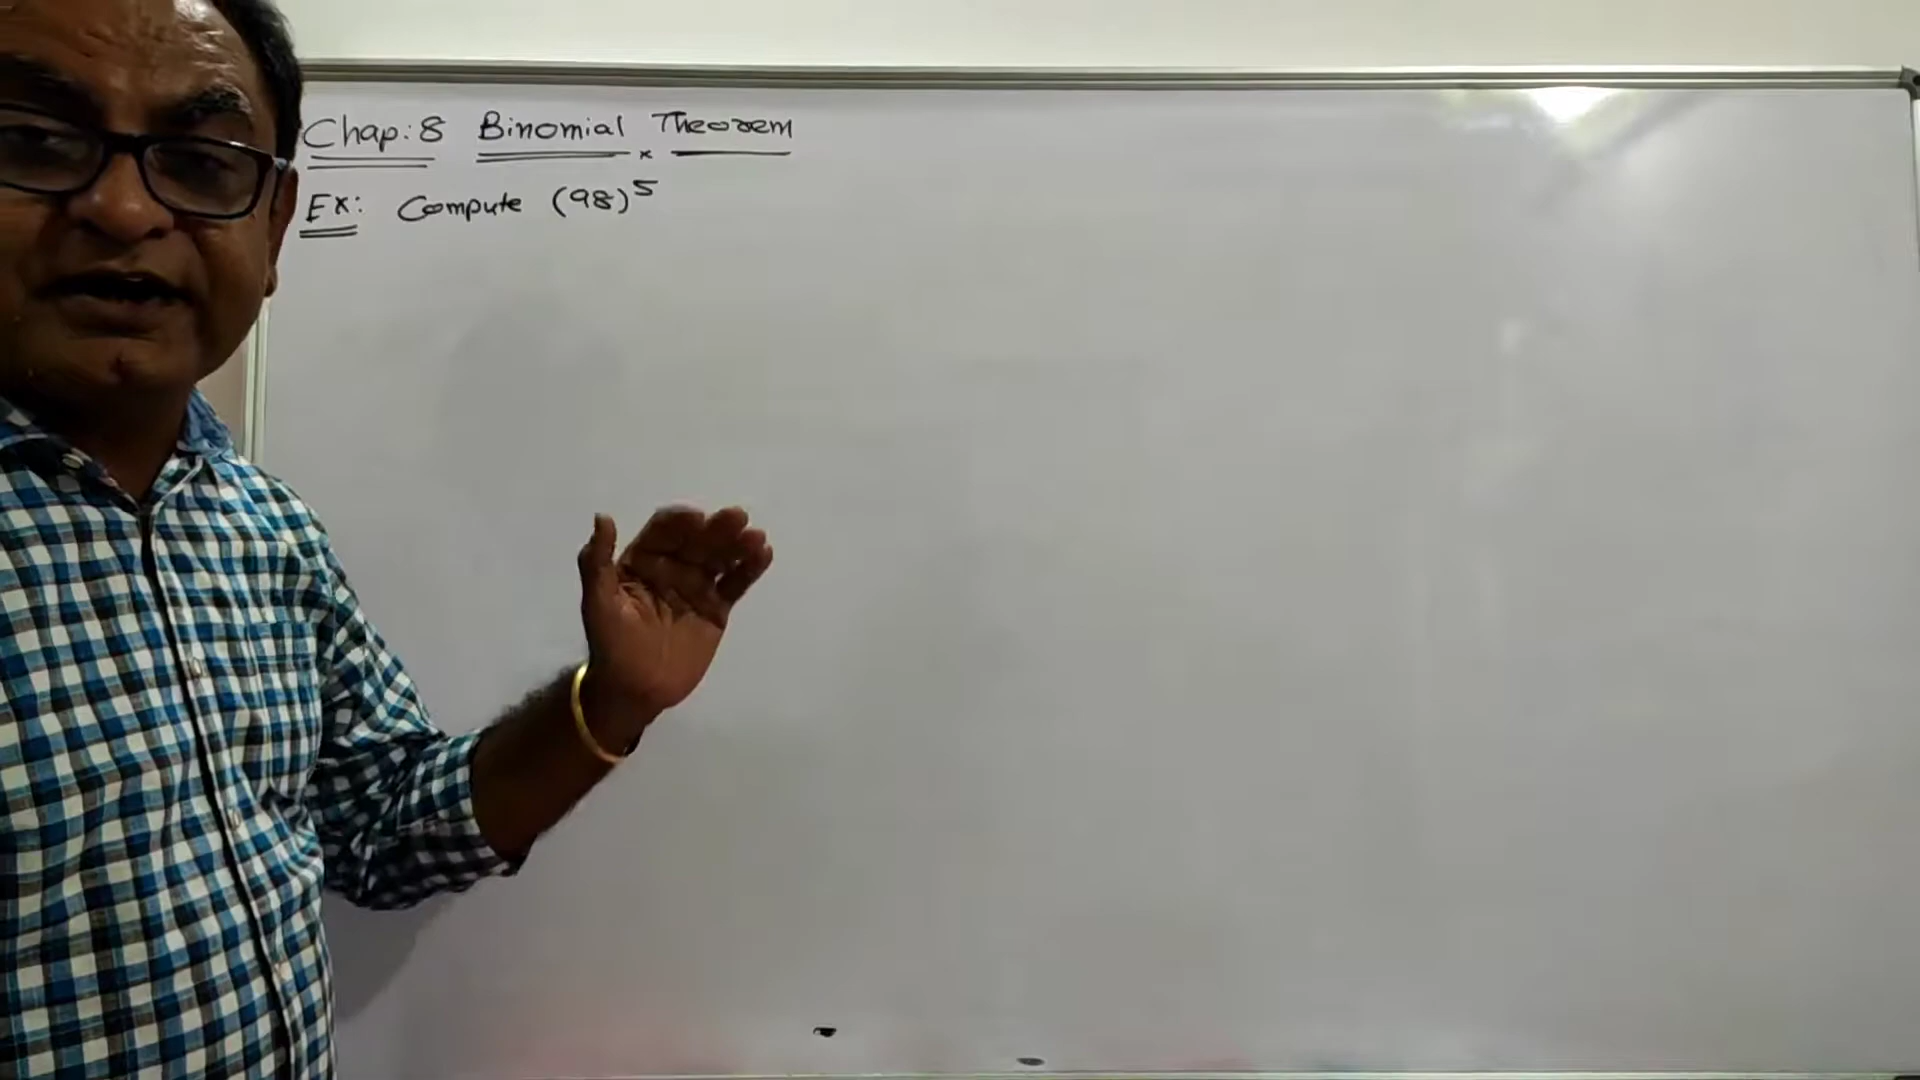 Chap: 8 Binomial Theorem
Ex: Compute (98)⁵